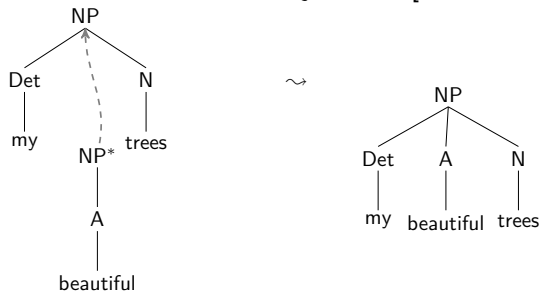 NP
Det N
my trees
NP*
A
beautiful
⇝
NP
Det A N
my beautiful trees